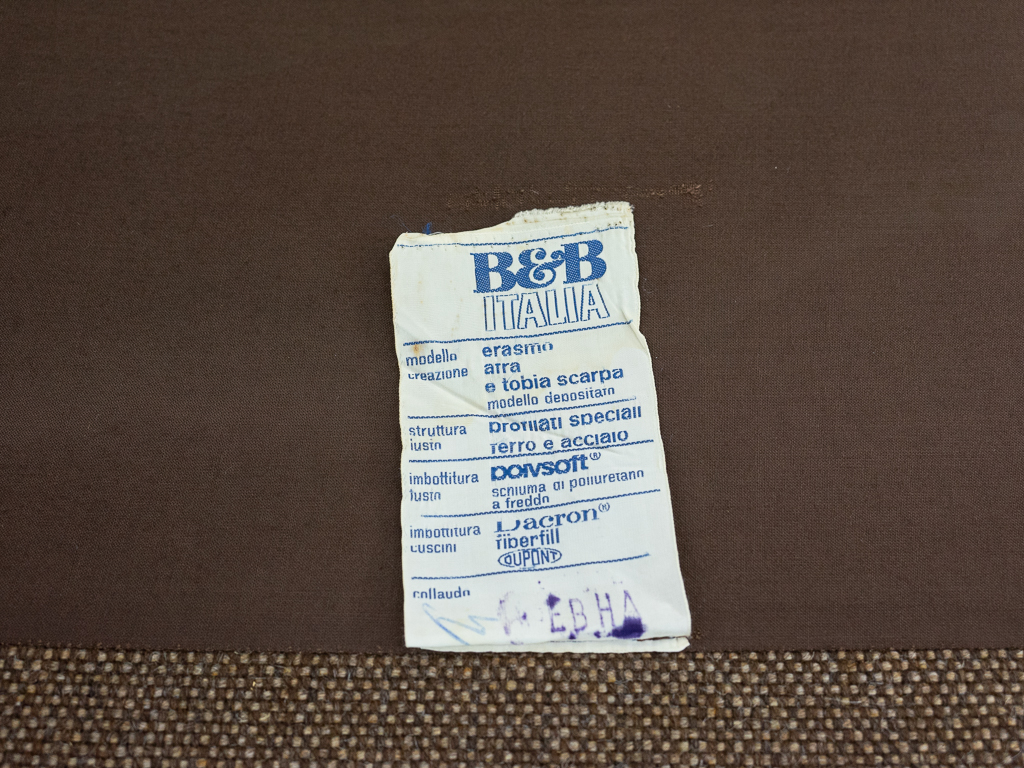 B&B
ITALIA
modello erasmo
creazione afra
e tobia scarpa
modello depositato
struttura profilati speciali
fusto ferro e acciaio
imbottitura poiysoft®
fusto schiuma di poliuretano
a freddo
imbottitura Dacron®
cuscini fiberfill
DUPONT
collaudo